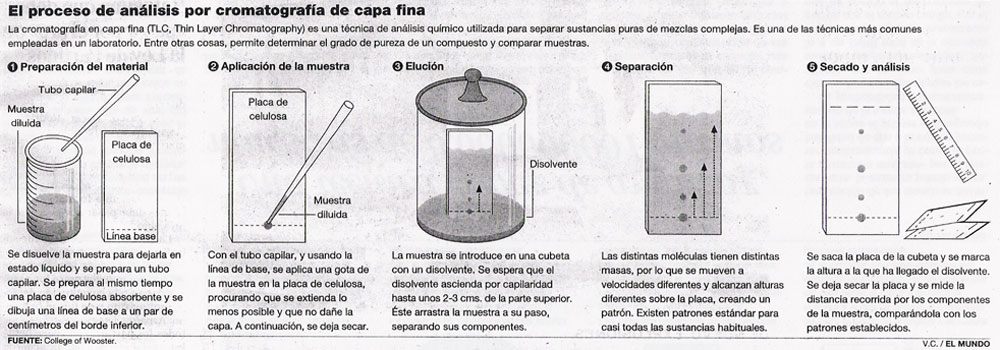 El proceso de análisis por cromatografía de capa fina
La cromatografía en capa fina (TLC, Thin Layer Chromatography) es una técnica de análisis químico utilizada para separar sustancias puras de mezclas complejas. Es una de las técnicas más comunes
empleadas en un laboratorio. Entre otras cosas, permite determinar el grado de pureza de un compuesto y comparar muestras.
1 Preparación del material
Tubo capilar
Muestra
diluida
Placa de
celulosa
Línea base
Se disuelve la muestra para dejarla en
estado líquido y se prepara un tubo
capilar. Se prepara al mismo tiempo
una placa de celulosa absorbente y se
dibuja una línea de base a un par de
centímetros del borde inferior.
2 Aplicación de la muestra
Placa de
celulosa
Muestra
diluida
Con el tubo capilar, y usando la
línea de base, se aplica una gota de
la muestra en la placa de celulosa,
procurando que se extienda lo
menos posible y que no dañe la
capa. A continuación, se deja secar.
3 Elución
Disolvente
La muestra se introduce en una cubeta
con un disolvente. Se espera que el
disolvente ascienda por capilaridad
hasta unos 2-3 cms. de la parte superior.
Éste arrastra la muestra a su paso,
separando sus componentes.
4 Separación
Las distintas moléculas tienen distintas
masas, por lo que se mueven a
velocidades diferentes y alcanzan alturas
diferentes sobre la placa, creando un
patrón. Existen patrones estándar para
casi todas las sustancias habituales.
5 Secado y análisis
1 2 3 4 5 6 7 8 9 10
Se saca la placa de la cubeta y se marca
la altura a la que ha llegado el disolvente.
Se deja secar la placa y se mide la
distancia recorrida por los componentes
de la muestra, comparándola con los
patrones establecidos.
FUENTE: College of Wooster.
V.C. / EL MUNDO